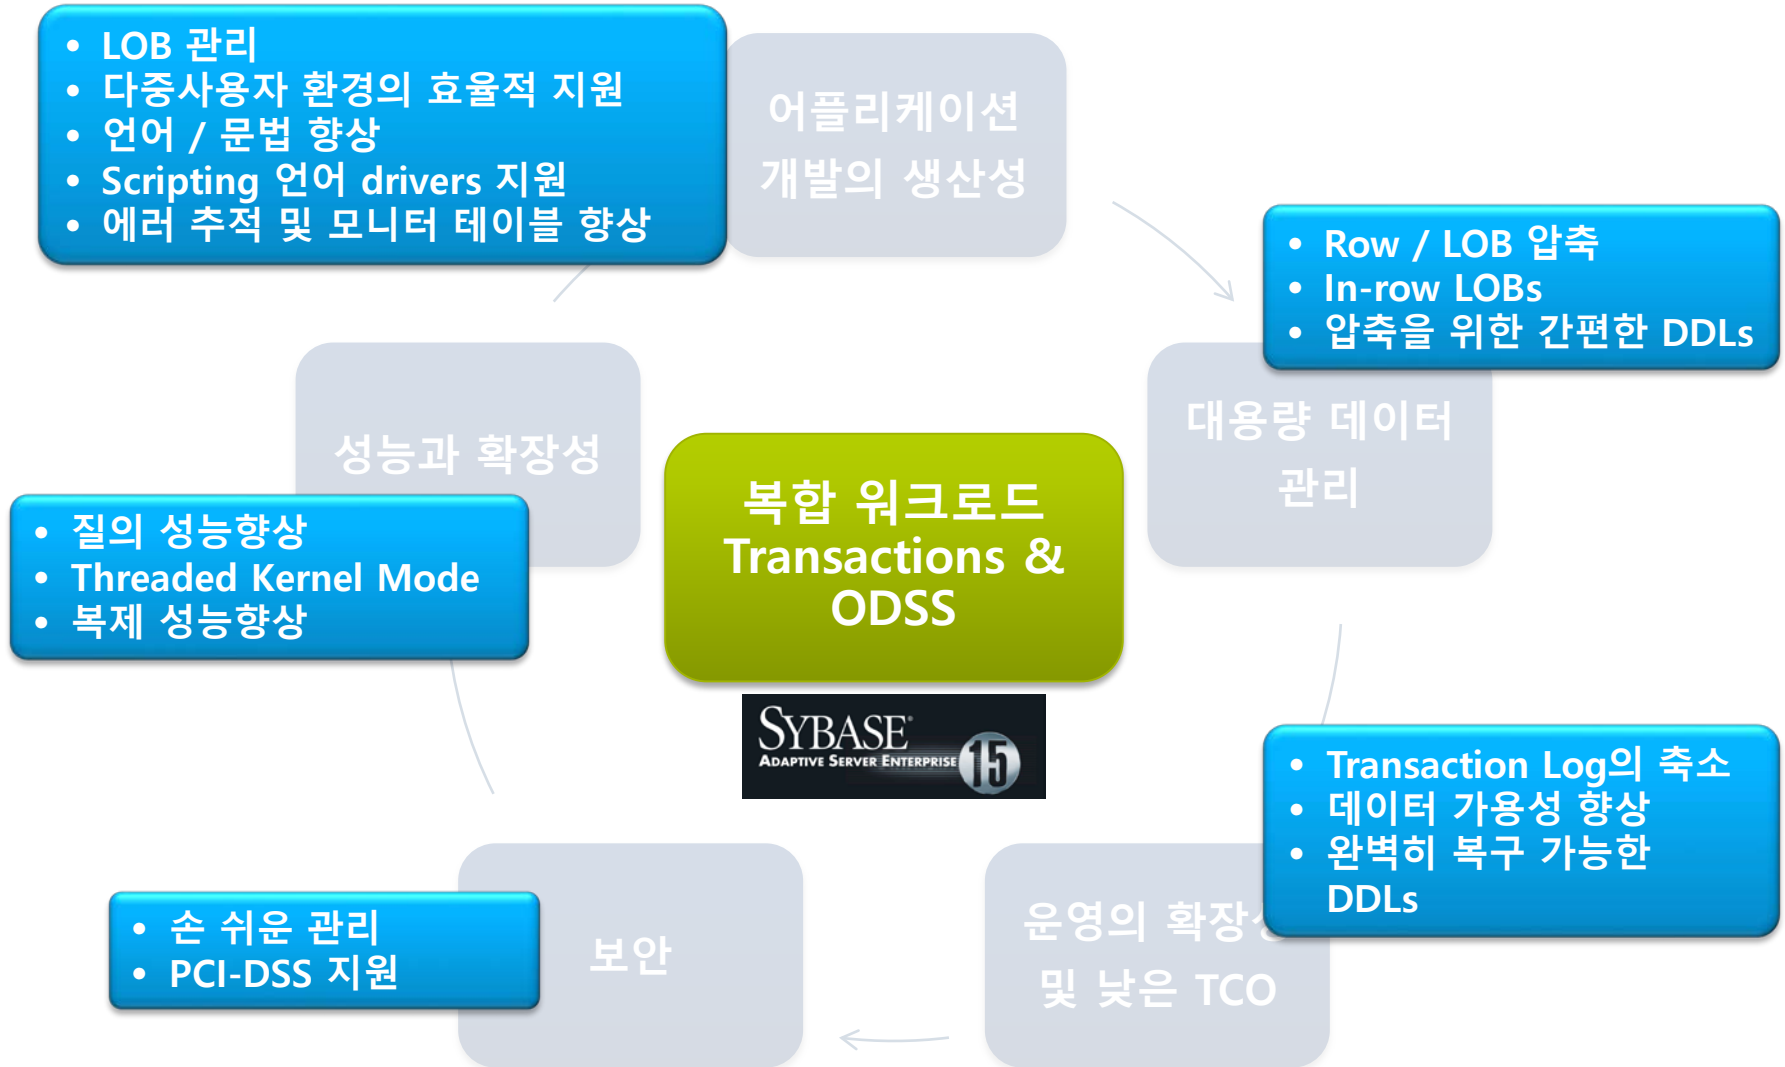 • LOB 관리
• 다중사용자 환경의 효율적 지원
• 언어 / 문법 향상
• Scripting 언어 drivers 지원
• 에러 추적 및 모니터 테이블 향상
어플리케이션
개발의 생산성
• Row / LOB 압축
• In-row LOBs
• 압축을 위한 간편한 DDLs
대용량 데이터
관리
성능과 확장성
• 질의 성능향상
• Threaded Kernel Mode
• 복제 성능향상
복합 워크로드
Transactions &
ODSS
SYBASE®
ADAPTIVE SERVER ENTERPRISE 15
• Transaction Log의 축소
• 데이터 가용성 향상
• 완벽히 복구 가능한
DDLs
운영의 확장성
및 낮은 TCO
• 손 쉬운 관리
• PCI-DSS 지원
보안